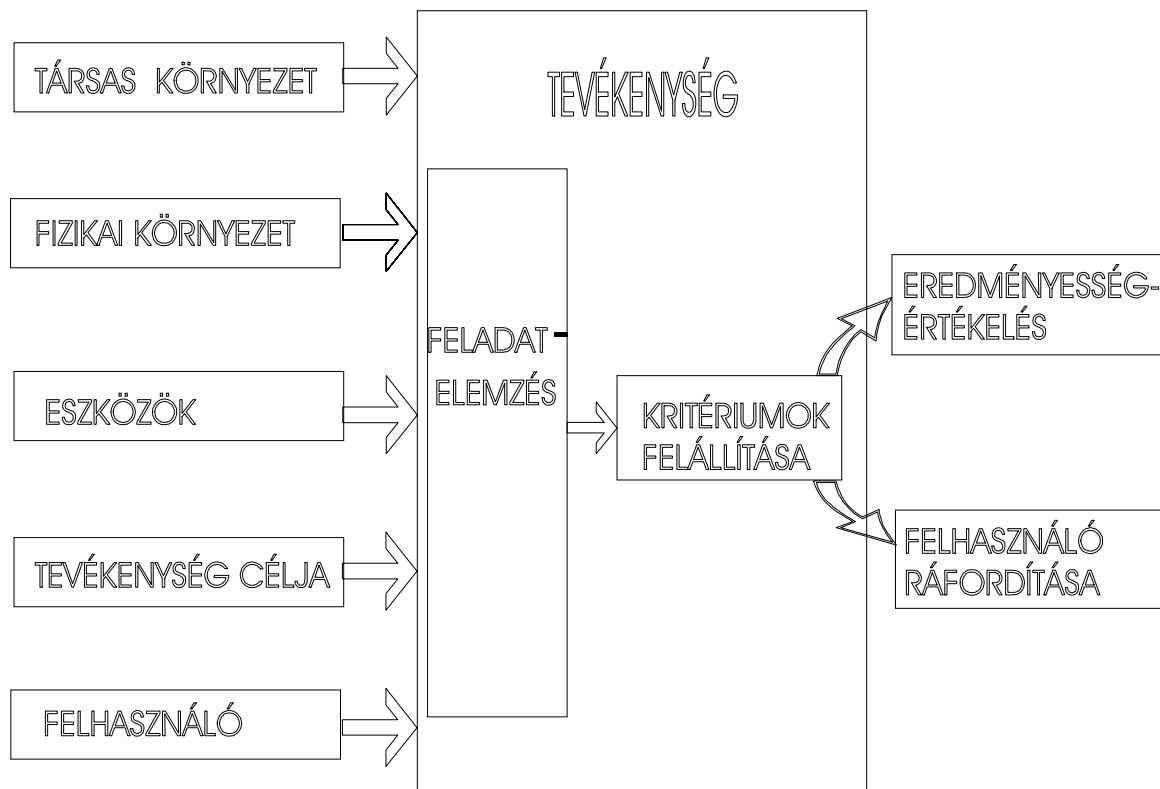 TÁRSAS KÖRNYEZET
FIZIKAI KÖRNYEZET
ESZKÖZÖK
TEVÉKENYSÉG CÉLJA
FELHASZNÁLÓ
TEVÉKENYSÉG
FELADAT-
ELEMZÉS
KRITÉRIUMOK
FELÁLLÍTÁSA
EREDMÉNYESSÉG-
ÉRTÉKELÉS
FELHASZNÁLÓ
RÁFORDÍTÁSA